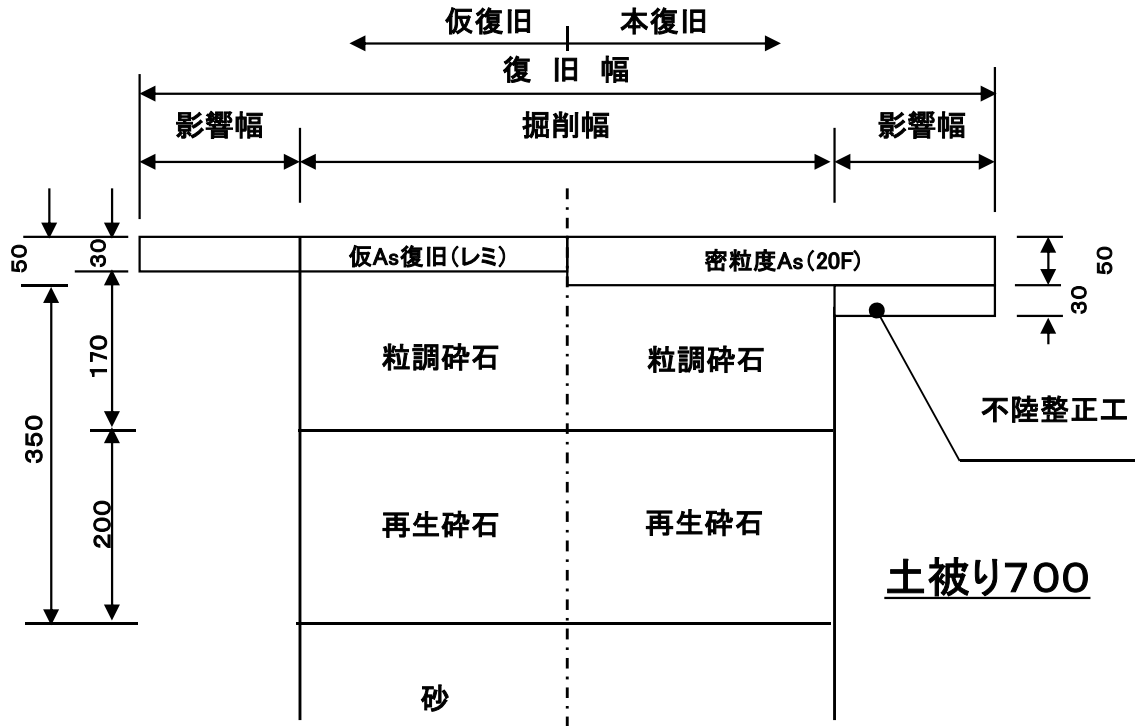 仮復旧 本復旧
復 旧 幅
影響幅 掘削幅 影響幅
50 30 仮As復旧(レミ) 密粒度As(20F) 50
30
170 粒調砕石 粒調砕石
不陸整正工
350
200 再生砕石 再生砕石
土被り700
砂